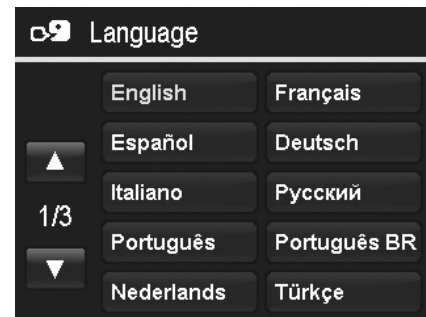 Language
English
Français
Español
Deutsch
Italiano
Русский
1/3
Português
Português BR
Nederlands
Türkçe